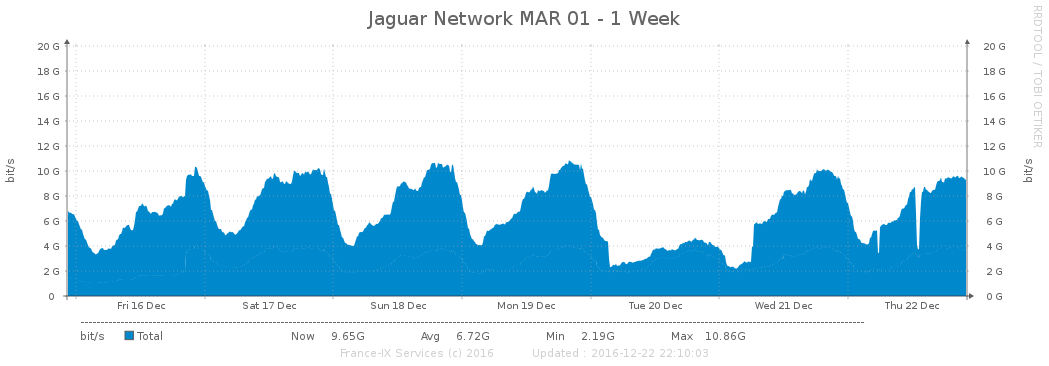 Jaguar Network MAR 01 - 1 Week
RRDTOOL / TOBI OETIKER
bit/s
bit/s
20 G 20 G
18 G 18 G
16 G 16 G
14 G 14 G
12 G 12 G
10 G 10 G
8 G 8 G
6 G 6 G
4 G 4 G
2 G 2 G
0 0 G
Fri 16 Dec Sat 17 Dec Sun 18 Dec Mon 19 Dec Tue 20 Dec Wed 21 Dec Thu 22 Dec
bit/s Total Now 9.65G Avg 6.72G Min 2.19G Max 10.86G
France-IX Services (c) 2016 Updated : 2016-12-22 22:10:03